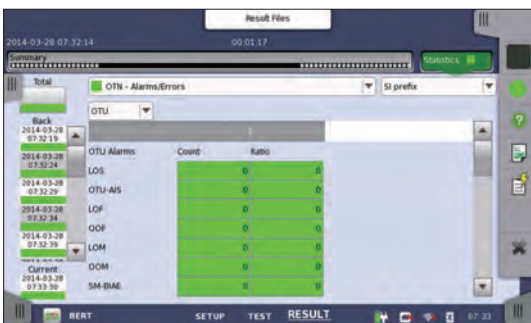 Result Files
2014-03-28 07:32:14 00:01:17
Summary Statistics
Total OTN - Alarms/Errors SI prefix
OTU
Back
2014-03-28
07:32:19
1
2014-03-28
07:32:24
OTU Alarms Count Ratio
LOS 0 0
2014-03-28
07:32:29
OTU-AIS 0 0
2014-03-28
07:32:34
LOF 0 0
OOF 0 0
2014-03-28
07:32:39
LOM 0 0
Current
2014-03-28
07:33:30
OOM 0 0
SM-BIAE 0 0
BERT SETUP TEST RESULT 07:33